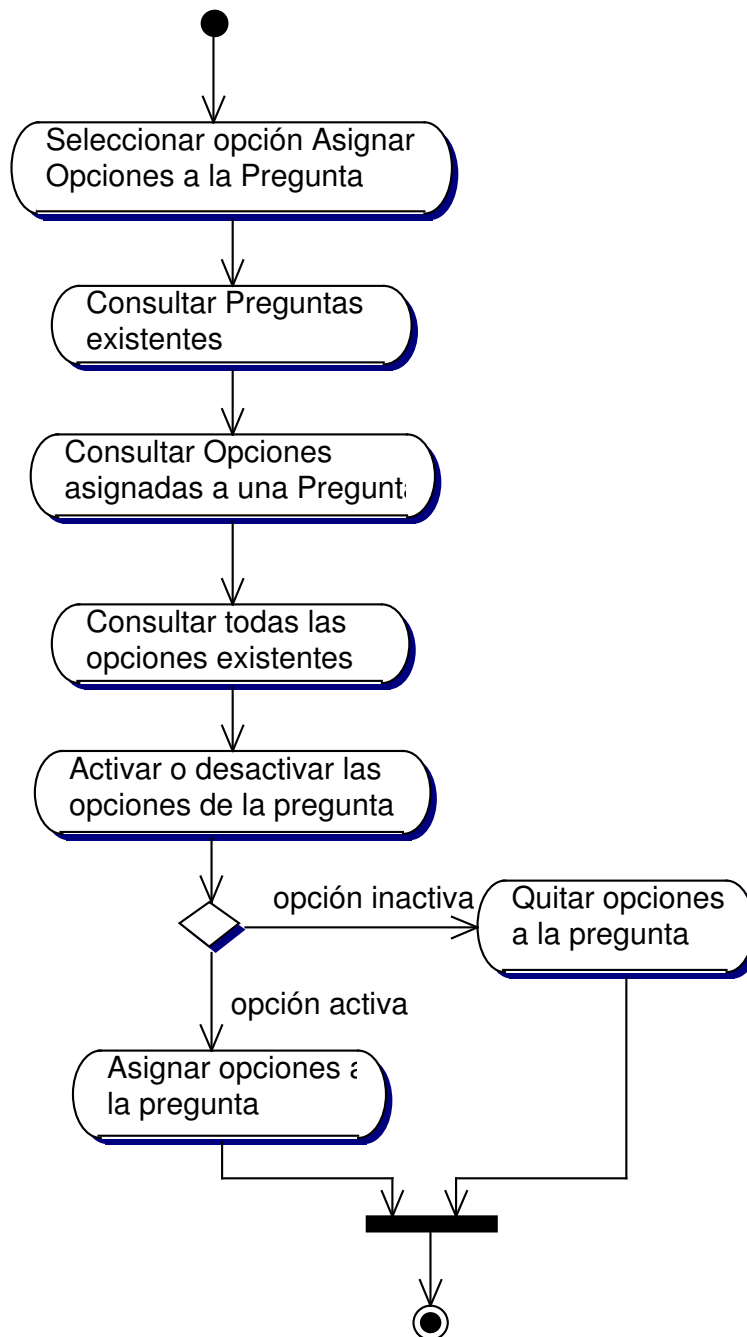 Seleccionar opción Asignar
Opciones a la Pregunta
Consultar Preguntas
existentes
Consultar Opciones
asignadas a una Pregunta
Consultar todas las
opciones existentes
Activar o desactivar las
opciones de la pregunta
opción inactiva
Quitar opciones
a la pregunta
opción activa
Asignar opciones a
la pregunta